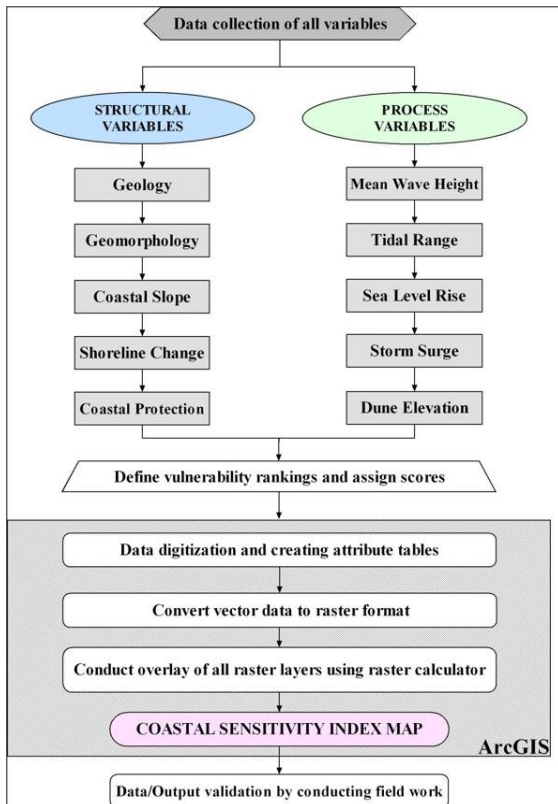 Data collection of all variables
STRUCTURAL
VARIABLES
Geology
Geomorphology
Coastal Slope
Shoreline Change
Coastal Protection
PROCESS
VARIABLES
Mean Wave Height
Tidal Range
Sea Level Rise
Storm Surge
Dune Elevation
Define vulnerability rankings and assign scores
Data digitization and creating attribute tables
Convert vector data to raster format
Conduct overlay of all raster layers using raster calculator
COASTAL SENSITIVITY INDEX MAP
ArcGIS
Data/Output validation by conducting field work